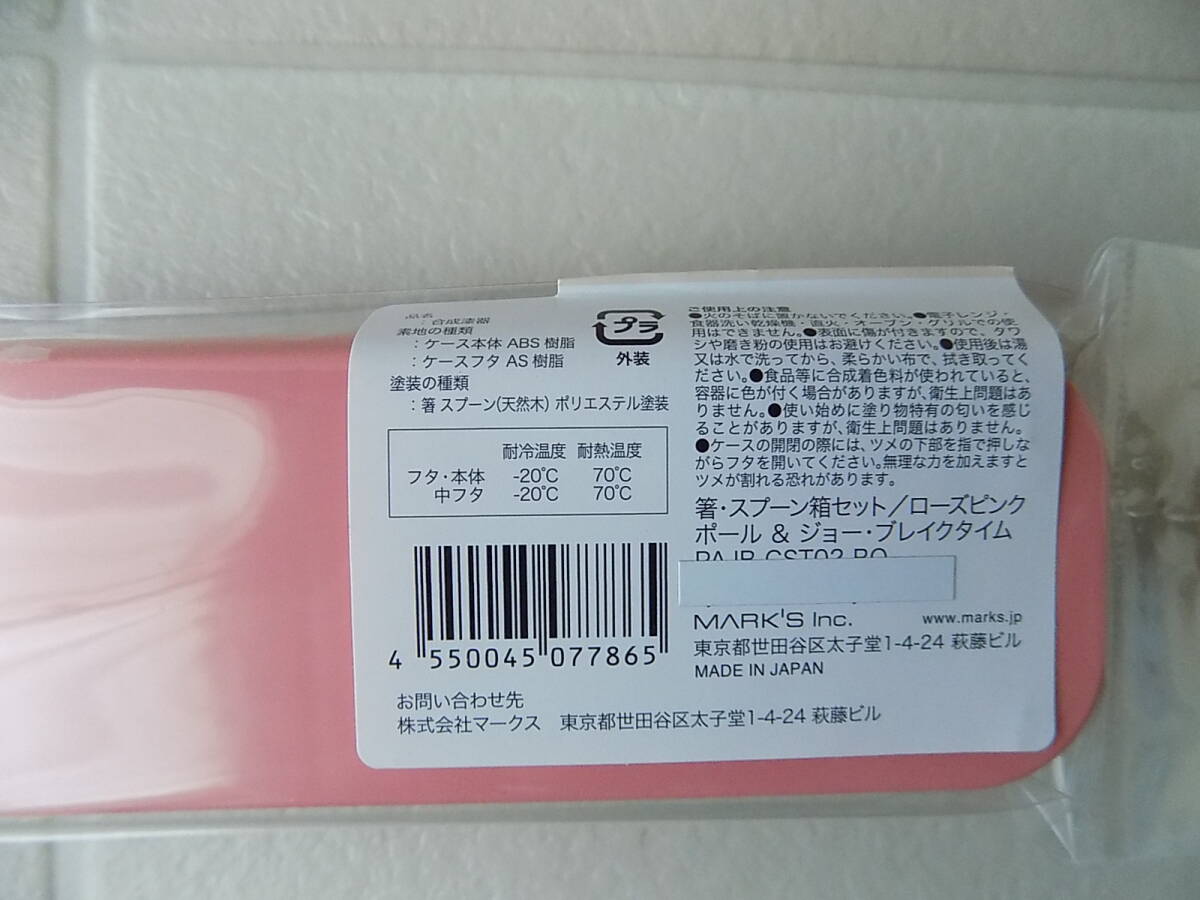 品名
：合成漆器
素地の種類
：ケース本体 ABS 樹脂
：ケースフタ AS 樹脂
塗装の種類
：箸 スプーン(天然木) ポリエステル塗装
耐冷温度 耐熱温度
フタ・本体 -20℃ 70℃
中フタ -20℃ 70℃
4 550045 077865
お問い合わせ先
株式会社マークス 東京都世田谷区太子堂1-4-24 萩藤ビル
プラ
外装
ご使用上の注意
●火のそばに置かないでください。●電子レンジ・
食器洗い乾燥機・直火・オーブン・グリルでの使
用はできません。●表面に傷が付きますので、タワ
シや磨き粉の使用はお避けください。●使用後は湯
又は水で洗ってから、柔らかい布で、拭き取ってく
ださい。●食品等に合成着色料が使われていると、
容器に色が付く場合がありますが、衛生上問題はあ
りません。●使い始めに塗り物特有の匂いを感じ
ることがありますが、衛生上問題はありません。
●ケースの開閉の際には、ツメの下部を指で押しな
がらフタを開いてください。無理な力を加えますと
ツメが割れる恐れがあります。
箸・スプーン箱セット／ローズピンク
ポール & ジョー・ブレイクタイム
MARK'S Inc. www.marks.jp
東京都世田谷区太子堂1-4-24 萩藤ビル
MADE IN JAPAN